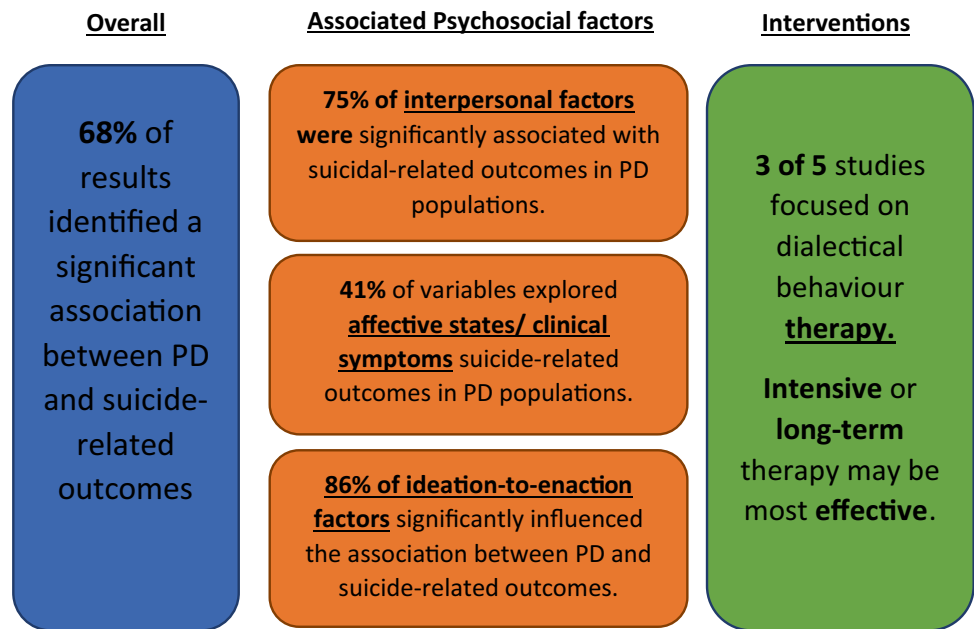 Overall
68% of
results
identified a
significant
association
between PD
and suicide-
related
outcomes
Associated Psychosocial factors
75% of interpersonal factors
were significantly associated with
suicidal-related outcomes in PD
populations.
41% of variables explored
affective states/ clinical
symptoms suicide-related
outcomes in PD populations.
86% of ideation-to-enaction
factors significantly influenced
the association between PD and
suicide-related outcomes.
Interventions
3 of 5 studies
focused on
dialectical
behaviour
therapy.
Intensive or
long-term
therapy may be
most effective.